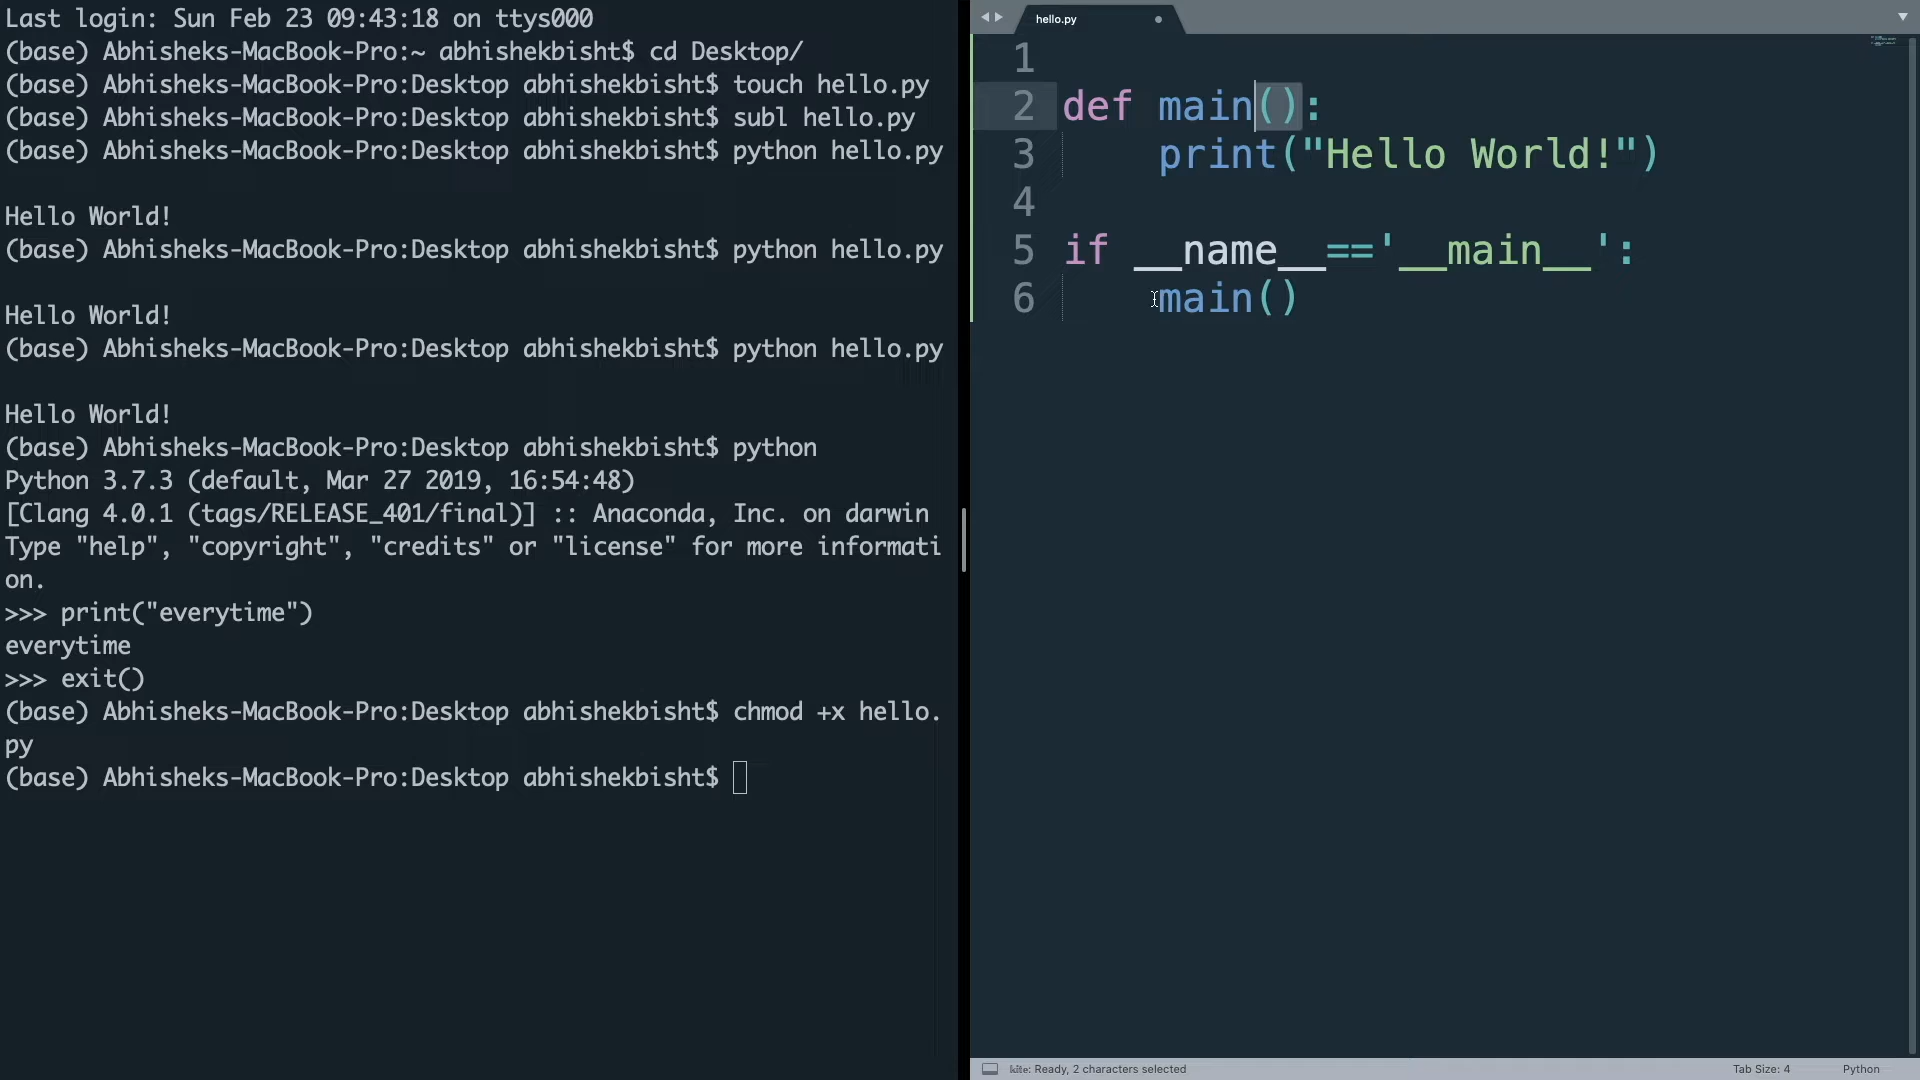 Last login: Sun Feb 23 09:43:18 on ttys000
(base) Abhisheks-MacBook-Pro:~ abhishekbisht$ cd Desktop/
(base) Abhisheks-MacBook-Pro:Desktop abhishekbisht$ touch hello.py
(base) Abhisheks-MacBook-Pro:Desktop abhishekbisht$ subl hello.py
(base) Abhisheks-MacBook-Pro:Desktop abhishekbisht$ python hello.py
Hello World!
(base) Abhisheks-MacBook-Pro:Desktop abhishekbisht$ python hello.py
Hello World!
(base) Abhisheks-MacBook-Pro:Desktop abhishekbisht$ python hello.py
Hello World!
(base) Abhisheks-MacBook-Pro:Desktop abhishekbisht$ python
Python 3.7.3 (default, Mar 27 2019, 16:54:48)
[Clang 4.0.1 (tags/RELEASE_401/final)] :: Anaconda, Inc. on darwin
Type "help", "copyright", "credits" or "license" for more informati
on.
>>> print("everytime")
everytime
>>> exit()
(base) Abhisheks-MacBook-Pro:Desktop abhishekbisht$ chmod +x hello.
py
(base) Abhisheks-MacBook-Pro:Desktop abhishekbisht$
hello.py
1
2 def main():
3     print("Hello World!")
4
5 if __name__=='__main__':
6     main()
kite: Ready, 2 characters selected
Tab Size: 4
Python